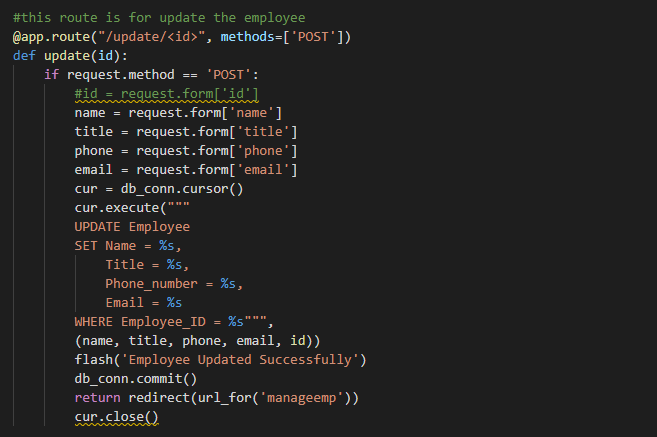 #this route is for update the employee
@app.route("/update/<id>", methods=['POST'])
def update(id):
    if request.method == 'POST':
        #id = request.form['id']
        name = request.form['name']
        title = request.form['title']
        phone = request.form['phone']
        email = request.form['email']
        cur = db_conn.cursor()
        cur.execute("""
        UPDATE Employee
        SET Name = %s,
            Title = %s,
            Phone_number = %s,
            Email = %s
        WHERE Employee_ID = %s""",
        (name, title, phone, email, id))
        flash('Employee Updated Successfully')
        db_conn.commit()
        return redirect(url_for('manageemp'))
        cur.close()